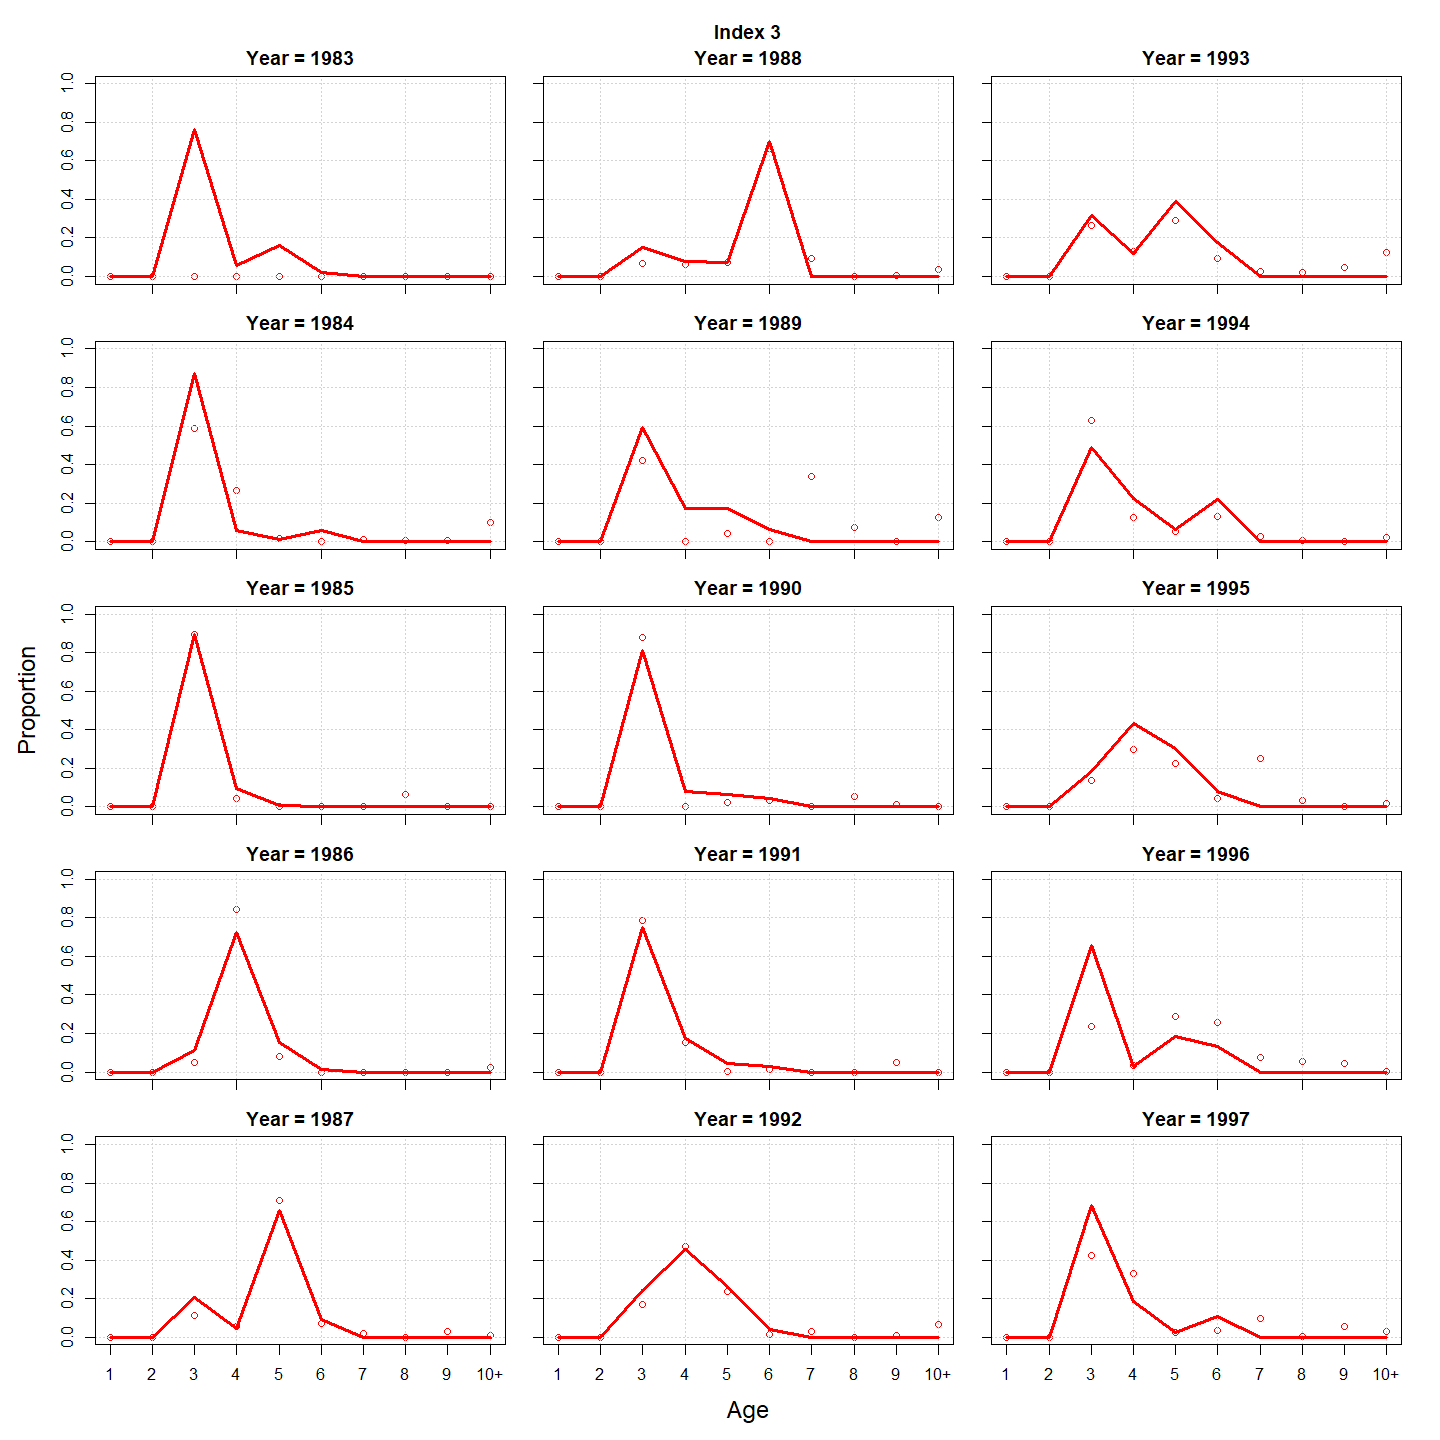 Index 3
Year = 1983 Year = 1988 Year = 1993
0.0 0.2 0.4 0.6 0.8 1.0
Year = 1984 Year = 1989 Year = 1994
0.0 0.2 0.4 0.6 0.8 1.0
Year = 1985 Year = 1990 Year = 1995
0.0 0.2 0.4 0.6 0.8 1.0
Proportion
Year = 1986 Year = 1991 Year = 1996
0.0 0.2 0.4 0.6 0.8 1.0
Year = 1987 Year = 1992 Year = 1997
0.0 0.2 0.4 0.6 0.8 1.0
1 2 3 4 5 6 7 8 9 10+ 1 2 3 4 5 6 7 8 9 10+ 1 2 3 4 5 6 7 8 9 10+
Age